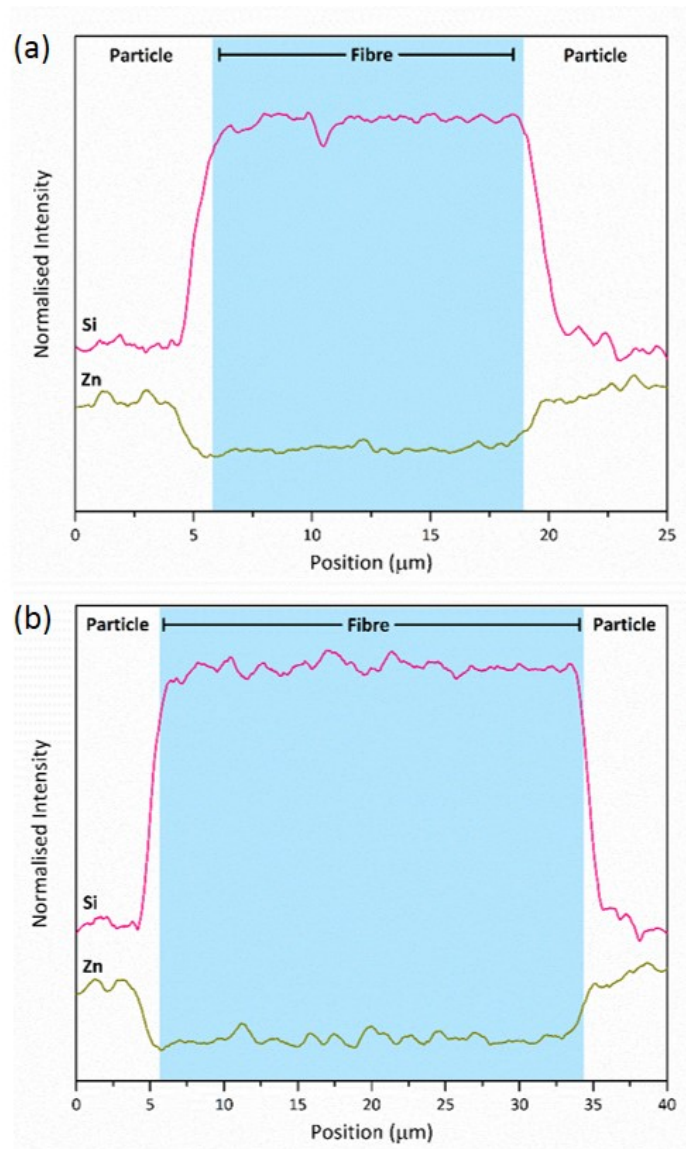 (a)
Particle Fibre Particle
Normalised Intensity
Si
Zn
0 5 10 15 20 25
Position (μm)
(b)
Particle Fibre Particle
Normalised Intensity
Si
Zn
0 5 10 15 20 25 30 35 40
Position (μm)